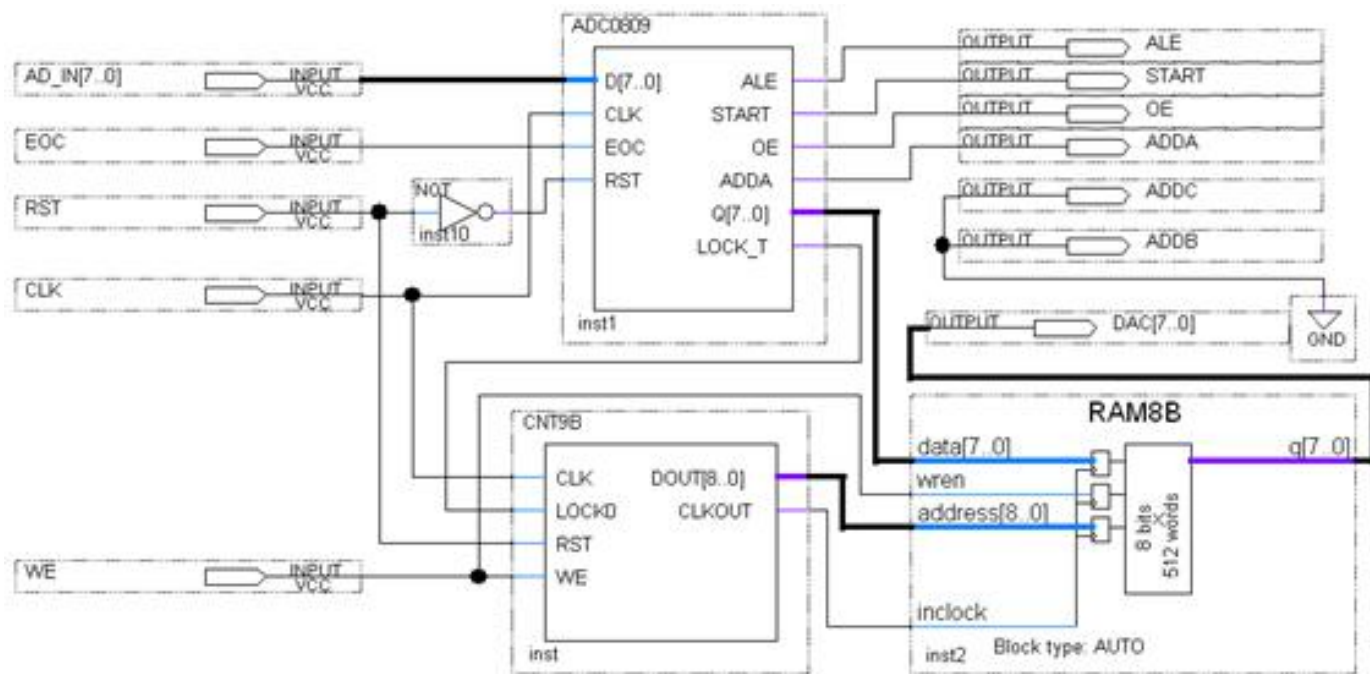 ADC0809
AD_IN[7..0] INPUT VCC
EOC INPUT VCC
RST INPUT VCC
CLK INPUT VCC
WE INPUT VCC
NOT
inst10
D[7..0] ALE
CLK START
EOC OE
RST ADDA
Q[7..0]
LOCK_T
inst1
OUTPUT ALE
OUTPUT START
OUTPUT OE
OUTPUT ADDA
OUTPUT ADDC
OUTPUT ADDB
OUTPUT DAC[7..0]
GND
CNT9B
CLK DOUT[8..0]
LOCK0 CLKOUT
RST
WE
inst
RAM8B
data[7..0] q[7..0]
wren
address[8..0]
8 bits
×
512 words
inclock
Block type: AUTO
inst2